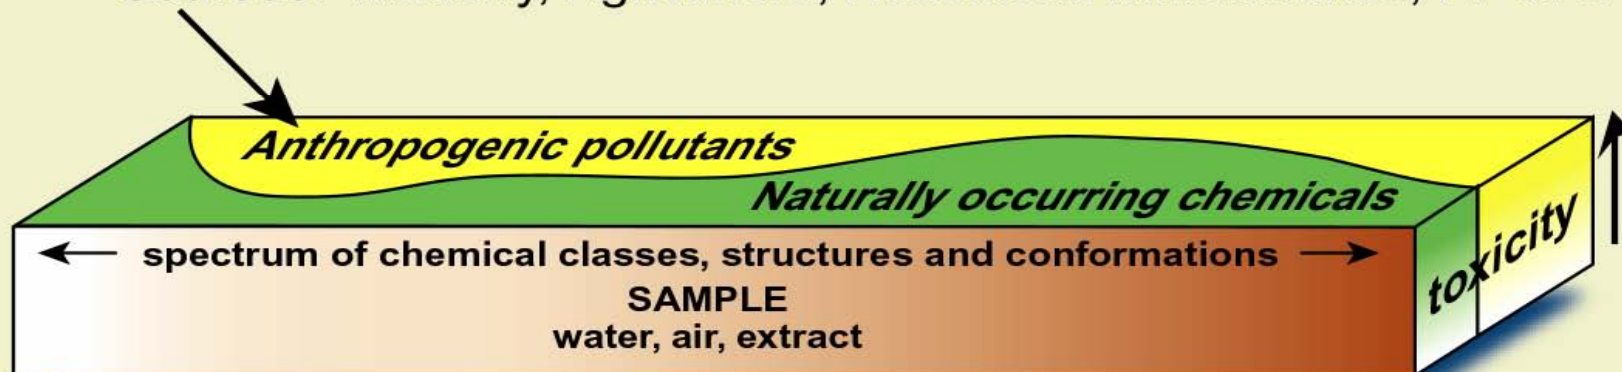 Anthropogenic pollutants
Naturally occurring chemicals
spectrum of chemical classes, structures and conformations
SAMPLE
water, air, extract
toxicity